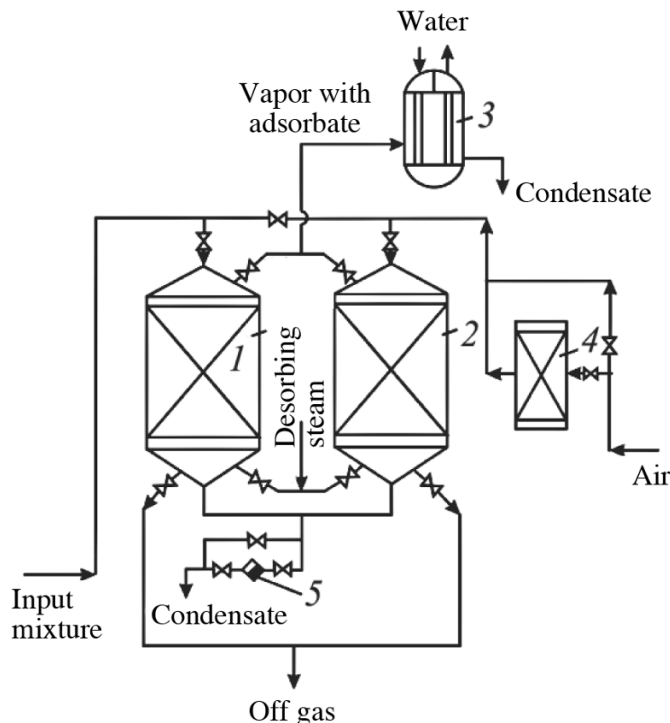 Water
Vapor with
adsorbate
3
Condensate
1
Desorbing
steam
2
4
Air
Input
mixture
Condensate
5
Off gas